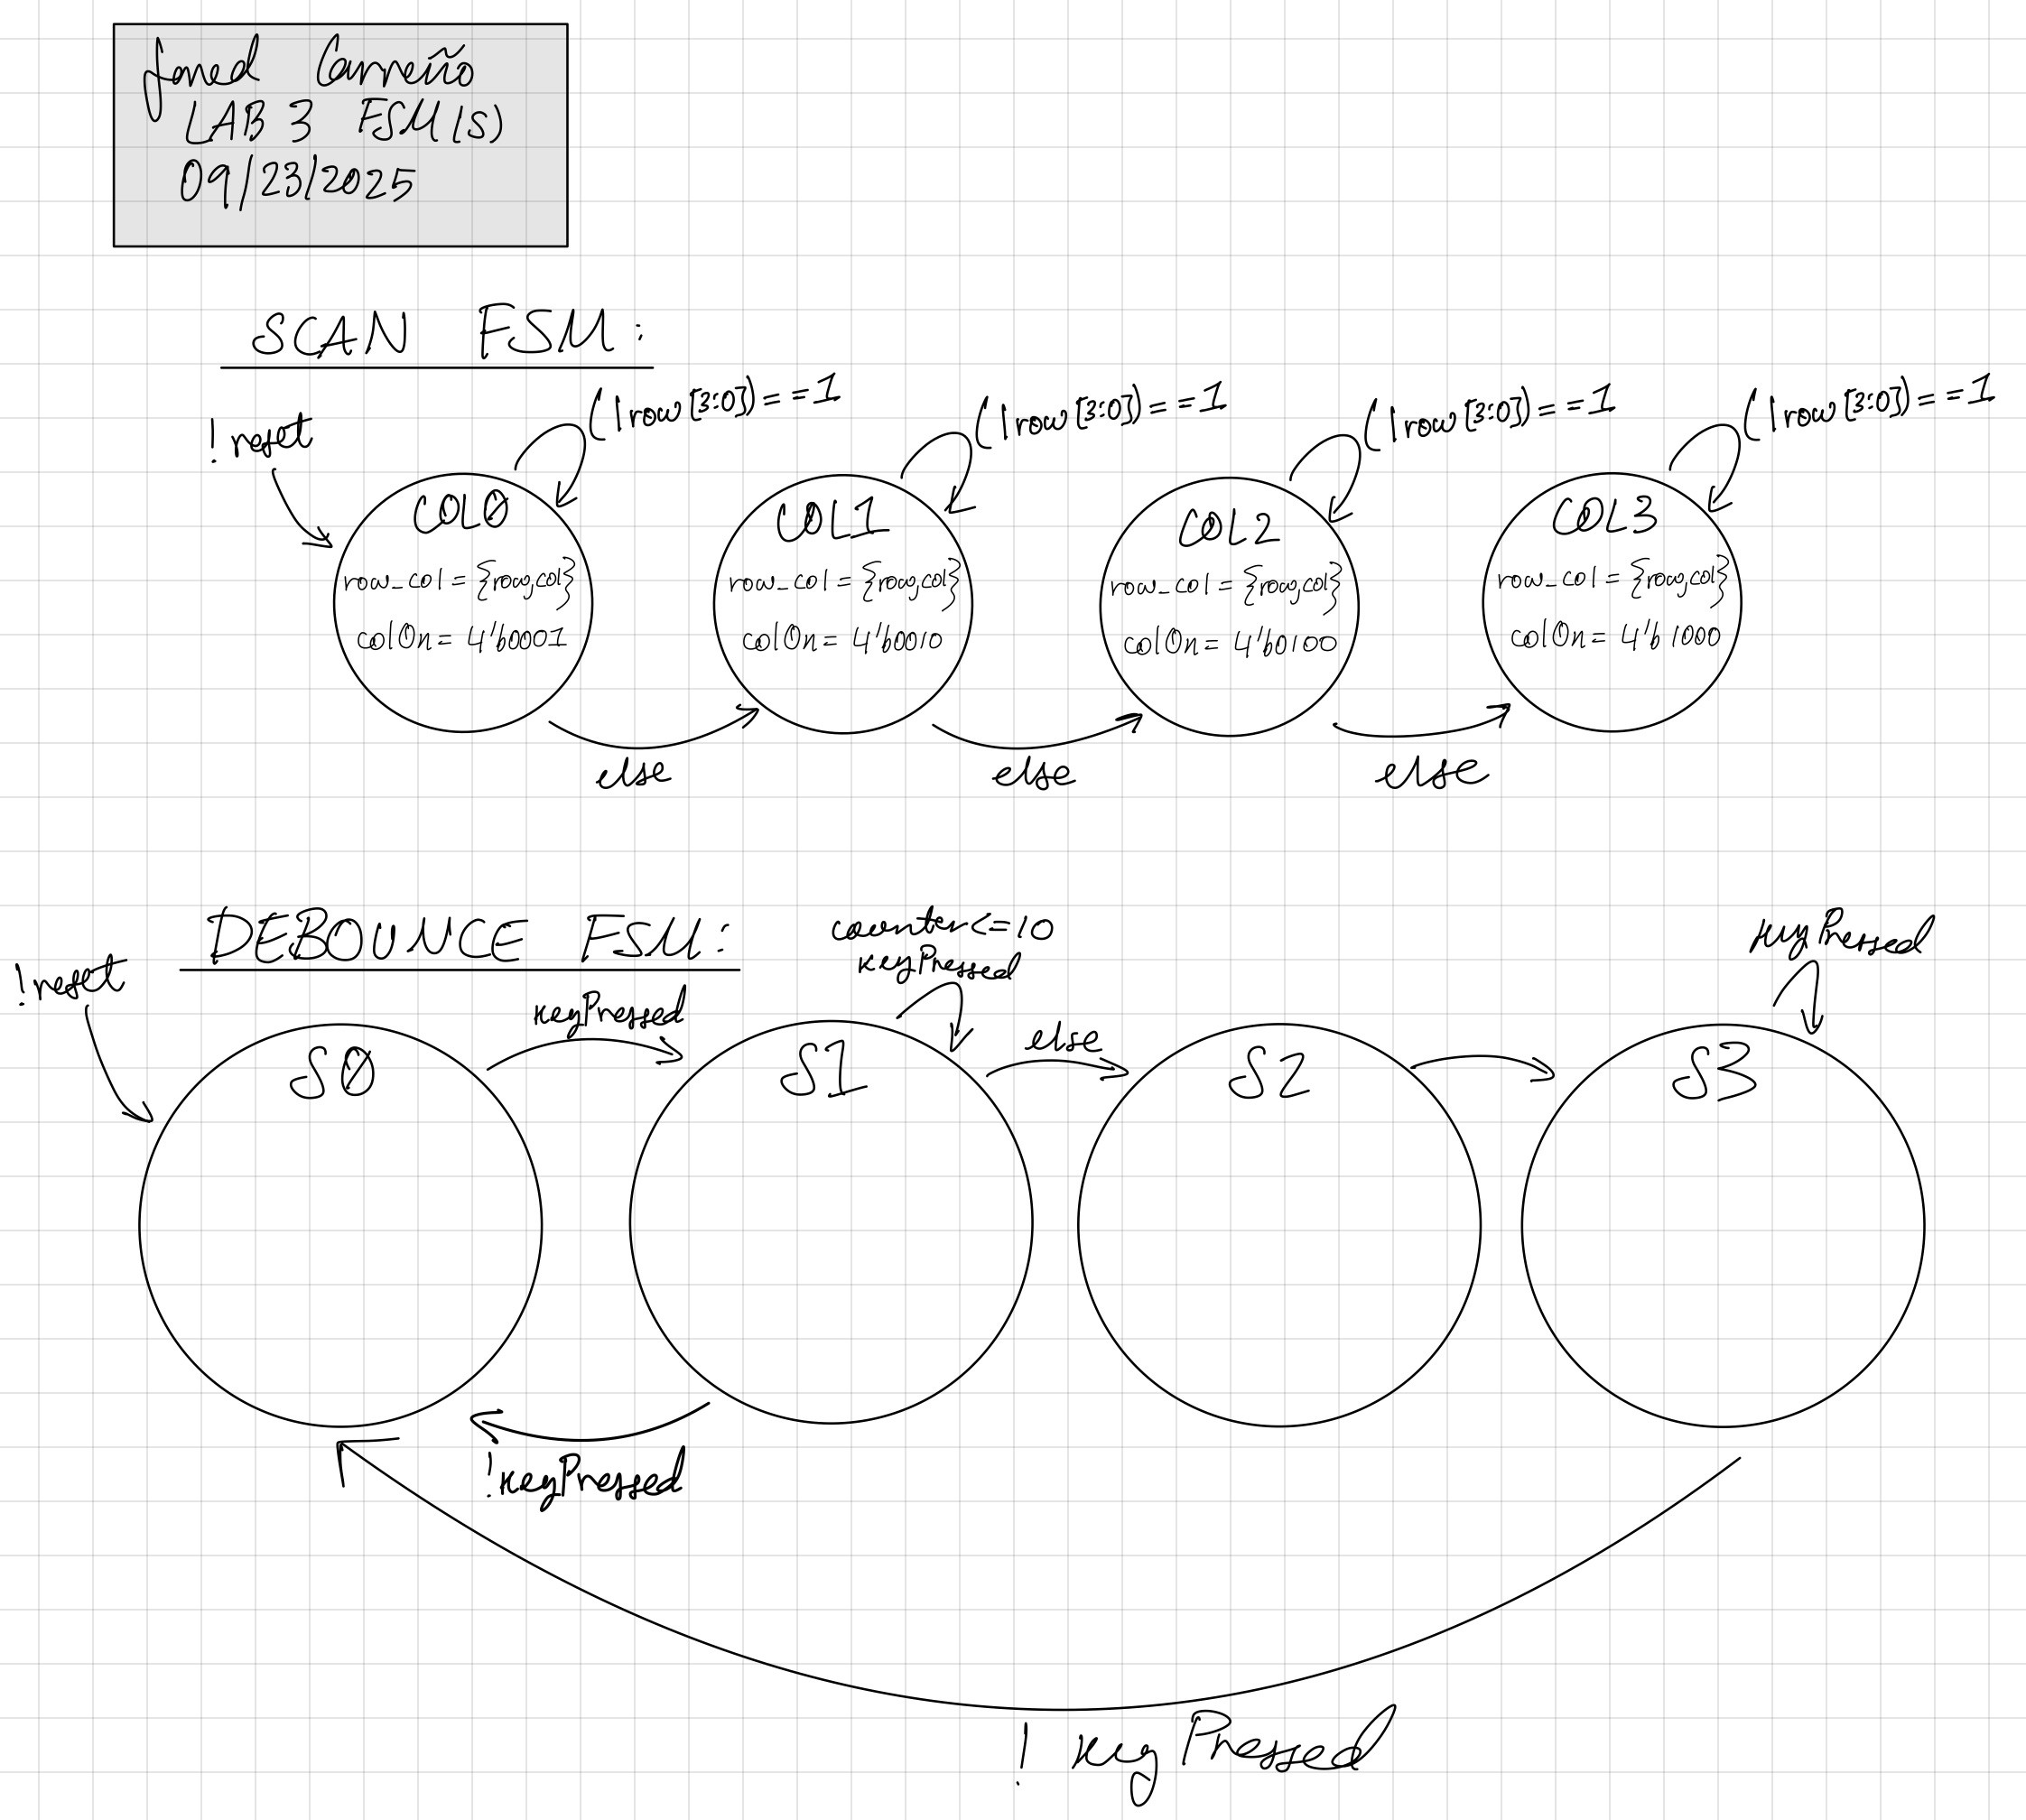 Jared Carreño
LAB 3 FSM(s)
09/23/2025
SCAN FSM:
!reset
(|row[3:0])==1
(|row[3:0])==1
(|row[3:0])==1
(|row[3:0])==1
COL0
row_col = {row,col}
colOn = 4'b0001
COL1
row_col = {row,col}
colOn = 4'b0010
COL2
row_col = {row,col}
colOn = 4'b0100
COL3
row_col = {row,col}
colOn = 4'b1000
else
else
else
DEBOUNCE FSM:
!reset
keyPressed
counter<=10
keyPressed
else
keyPressed
S0
S1
S2
S3
!keyPressed
! keyPressed